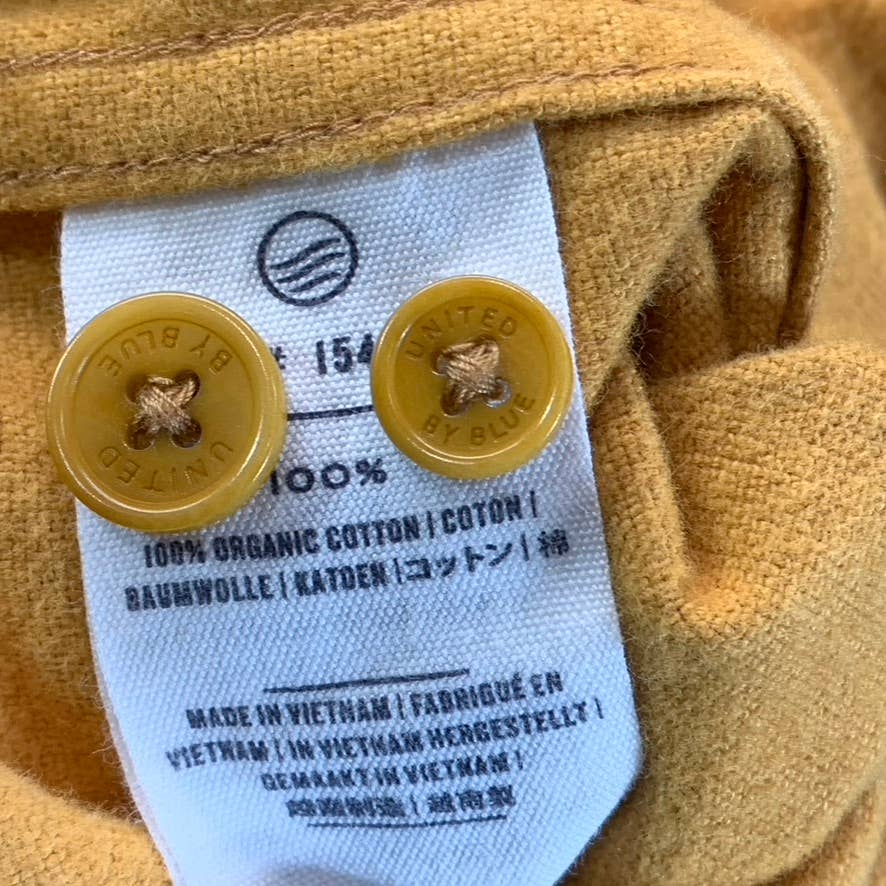 # 154
BY BLUE
UNITED
UNITED
BY BLUE
100%
100% ORGANIC COTTON | COTON |
BAUMWOLLE | KATOEN | コットン | 棉
MADE IN VIETNAM | FABRIQUÉ EN
VIETNAM | IN VIETNAM HERGESTELLT |
GEMAAKT IN VIETNAM |
越南製